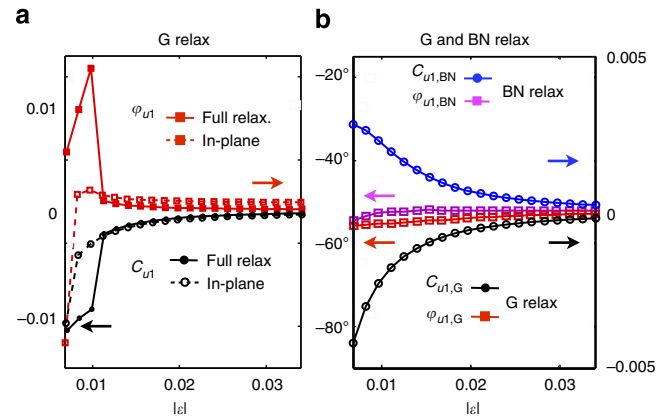 a
G relax
0.01
0
−0.01
φu1
Full relax.
In-plane
Cu1
Full relax
In-plane
0.01
0.02
0.03
|ε|
b
G and BN relax
−20°
−40°
−60°
−80°
0.005
0
−0.005
Cu1,BN
φu1,BN
BN relax
Cu1,G
φu1,G
G relax
0.01
0.02
0.03
|ε|